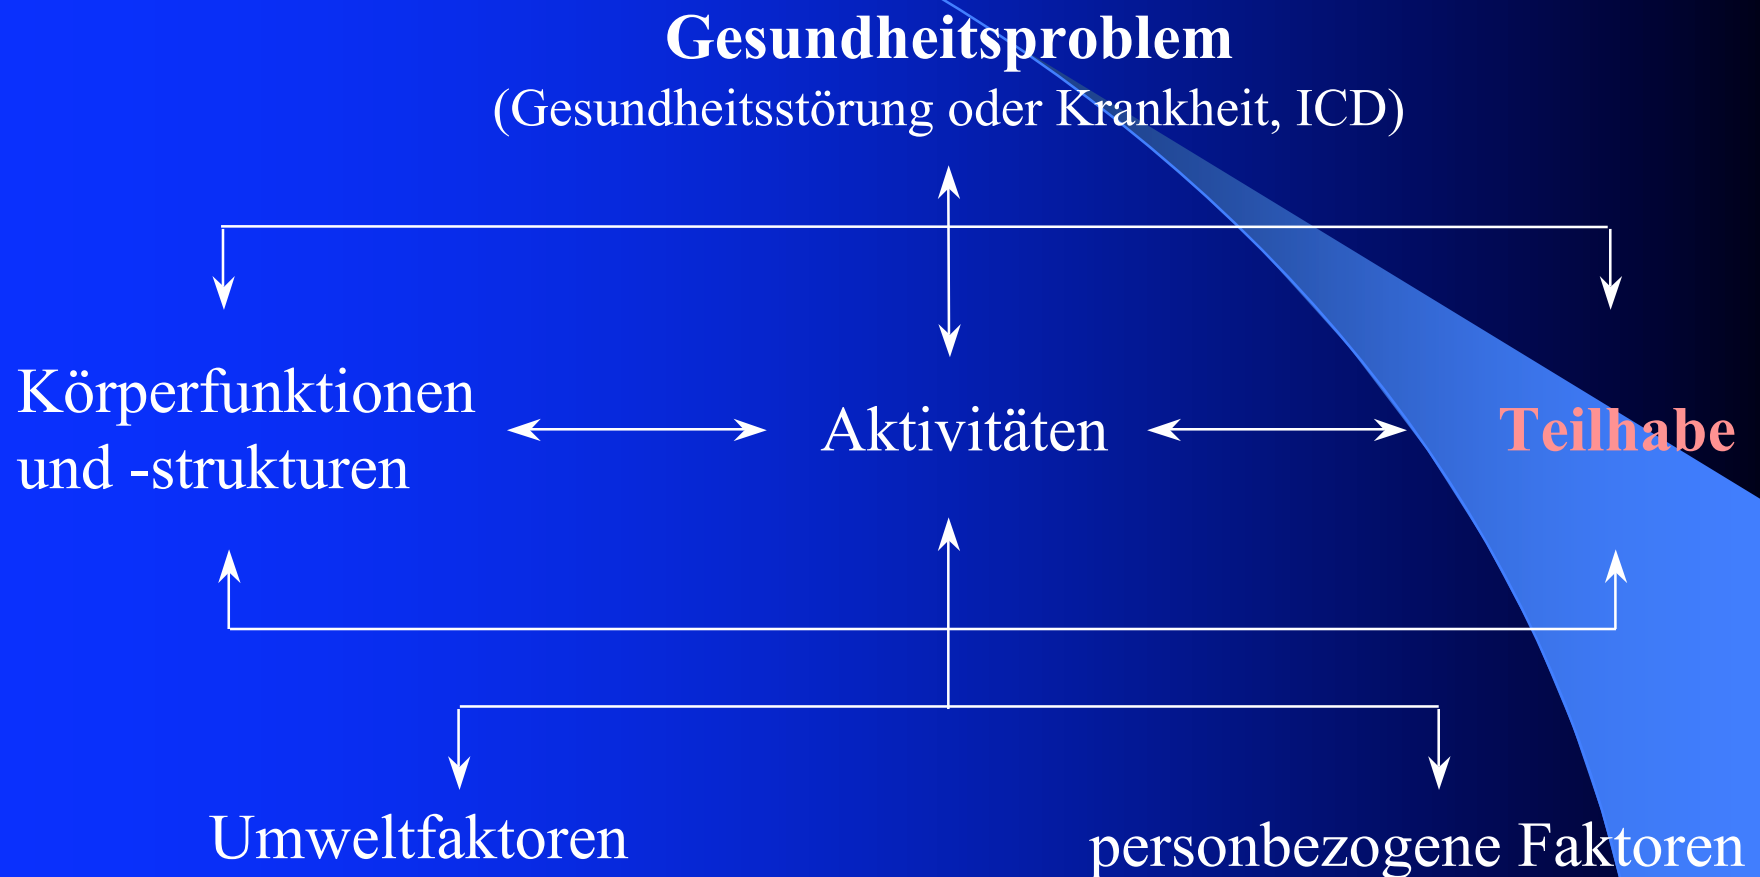 Gesundheitsproblem
(Gesundheitsstörung oder Krankheit, ICD)
Körperfunktionen
und -strukturen
Aktivitäten
Teilhabe
Umweltfaktoren
personbezogene Faktoren